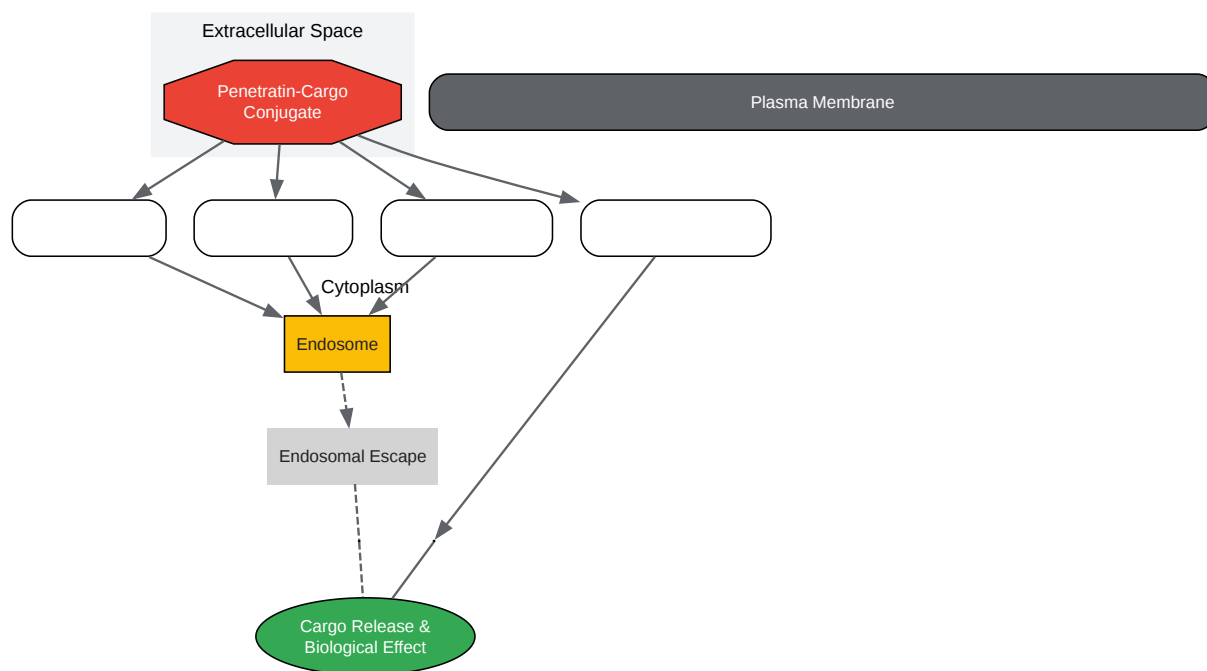 Extracellular Space
Penetratin-Cargo
Conjugate
Plasma Membrane
Cytoplasm
Endosome
Endosomal Escape
Cargo Release &
Biological Effect